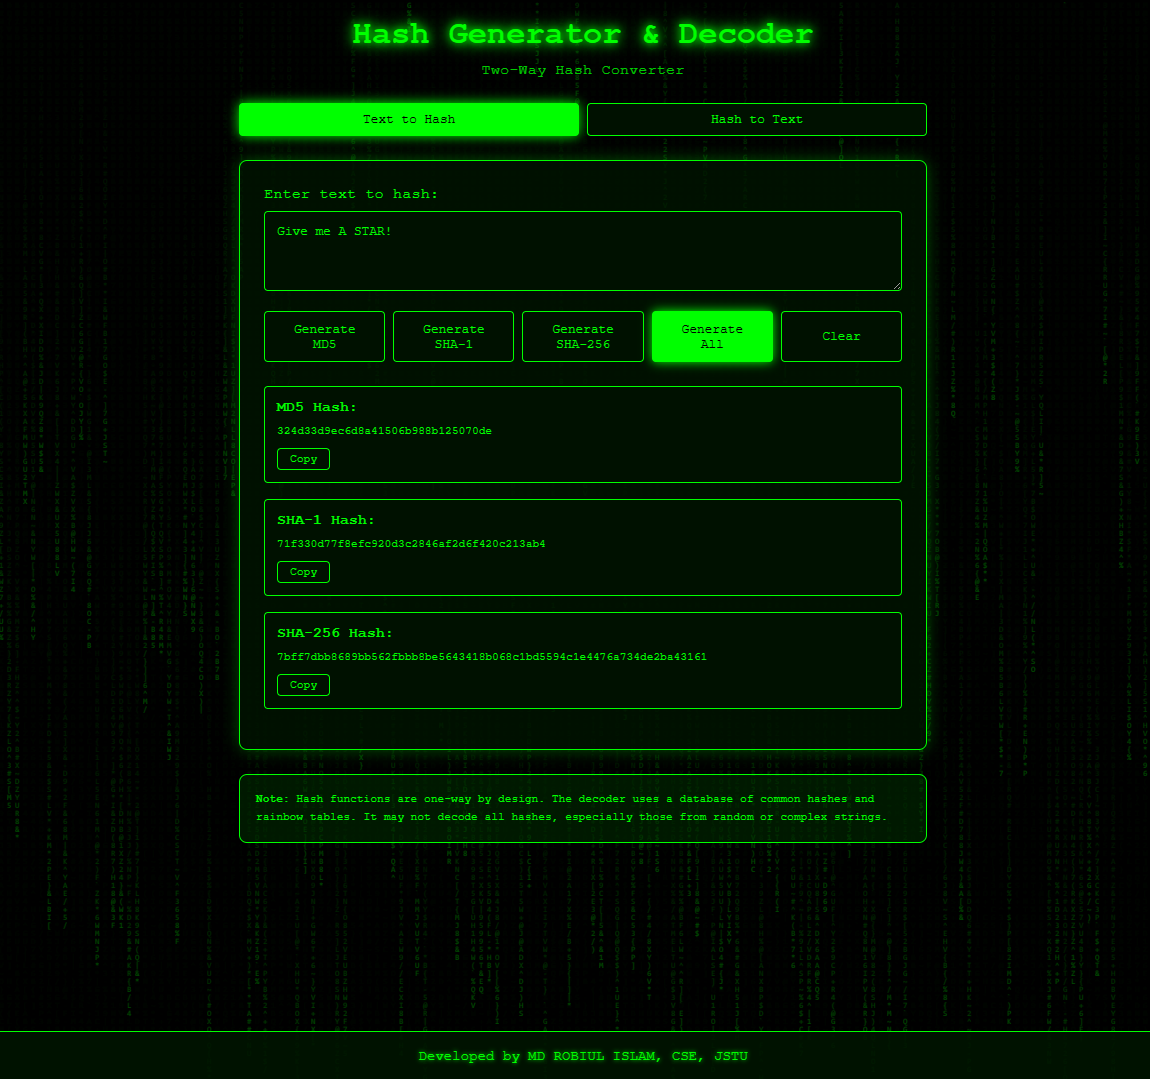 Hash Generator & Decoder
Two-Way Hash Converter
Text to Hash
Hash to Text
Enter text to hash:
Give me A STAR!
Generate
MD5
Generate
SHA-1
Generate
SHA-256
Generate
All
Clear
MD5 Hash:
324d33d9ec6d8a41506b988b125070de
Copy
SHA-1 Hash:
71f330d77f8efc920d3c2846af2d6f420c213ab4
Copy
SHA-256 Hash:
7bff7dbb8689bb562fbbb8be5643418b068c1bd5594c1e4476a734de2ba43161
Copy
Note: Hash functions are one-way by design. The decoder uses a database of common hashes and
rainbow tables. It may not decode all hashes, especially those from random or complex strings.
Developed by MD ROBIUL ISLAM, CSE, JSTU